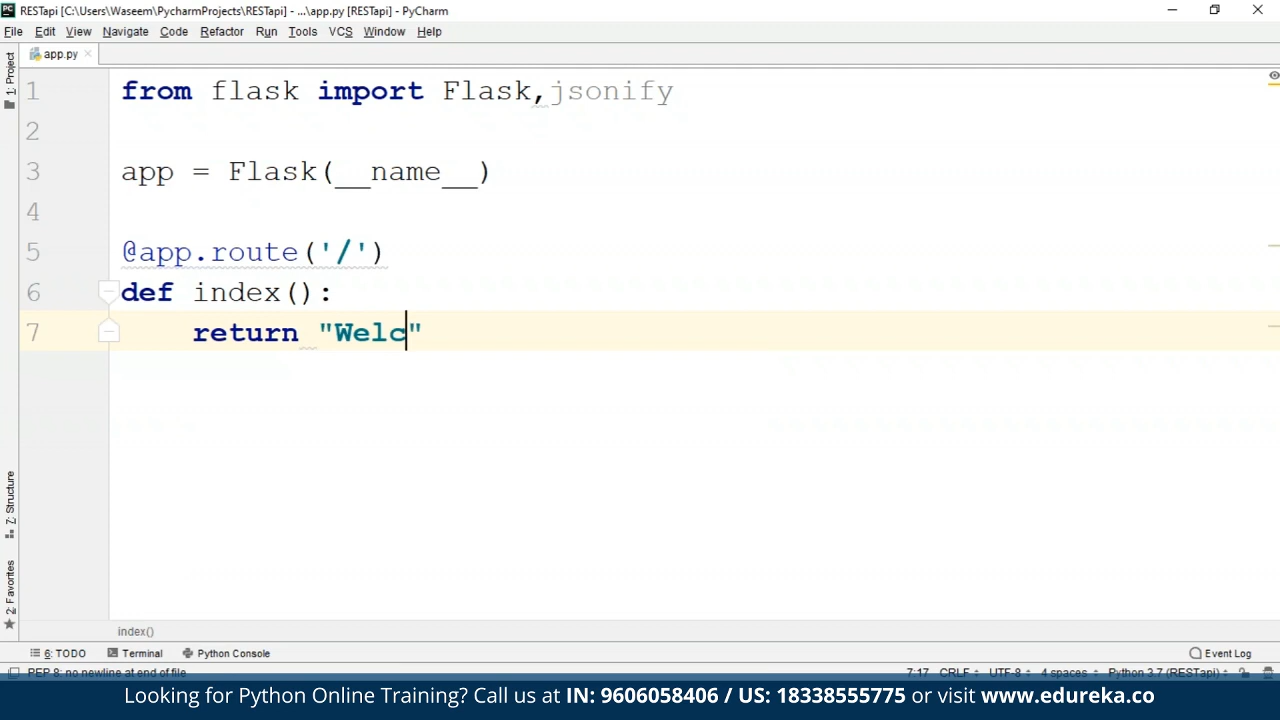 RESTapi [C:\Users\Waseem\PycharmProjects\RESTapi] - ...\app.py [RESTapi] - PyCharm
File Edit View Navigate Code Refactor Run Tools VCS Window Help
app.py
1: Project
1 from flask import Flask,jsonify
2
3 app = Flask(__name__)
4
5 @app.route('/')
6 def index():
7 return "Welc"
7: Structure
2: Favorites
index()
6: TODO Terminal Python Console Event Log
PEP 8: no newline at end of file 7:17 CRLF UTF-8 4 spaces Python 3.7 (RESTapi)
Looking for Python Online Training? Call us at IN: 9606058406 / US: 18338555775 or visit www.edureka.co